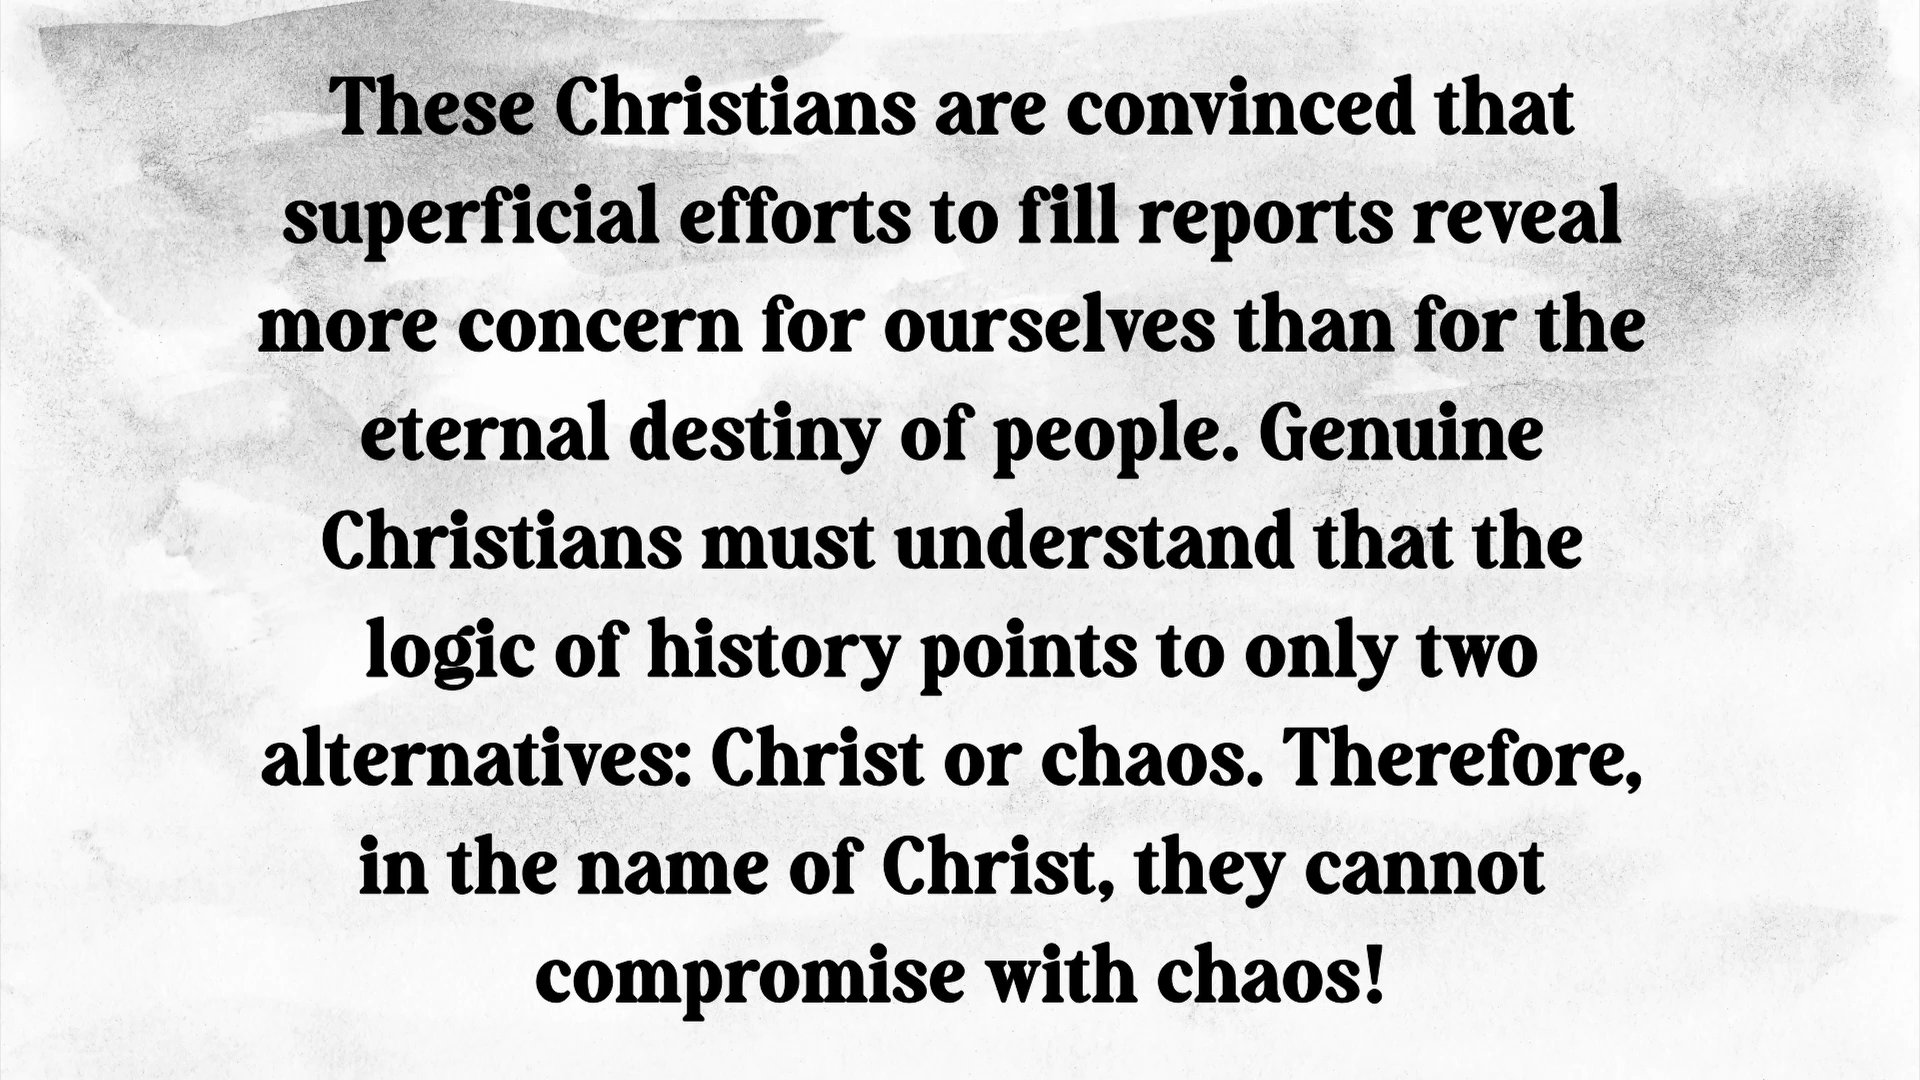 These Christians are convinced that
superficial efforts to fill reports reveal
more concern for ourselves than for the
eternal destiny of people. Genuine
Christians must understand that the
logic of history points to only two
alternatives: Christ or chaos. Therefore,
in the name of Christ, they cannot
compromise with chaos!